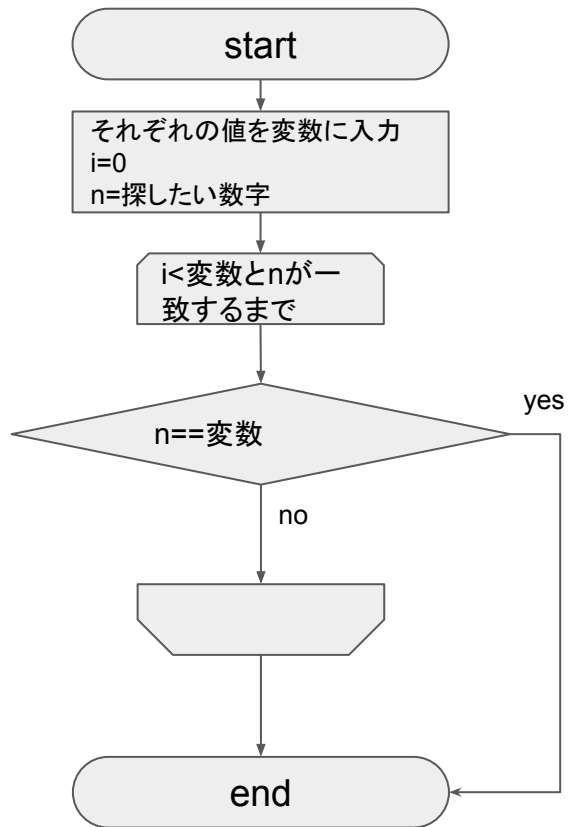 start
それぞれの値を変数に入力
i=0
n=探したい数字
i<変数とnが一
致するまで
n==変数
yes
no
end